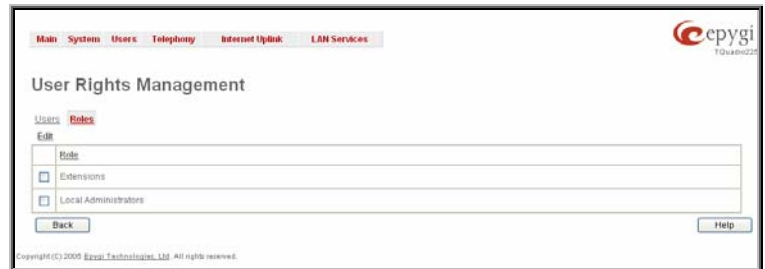 Main System Users Telephony Internet Uplink LAN Services
epygi
User Rights Management
Users Roles
Edit
Role
Extensions
Local Administrators
Back Help
Copyright (C) 2005 Epygi Technologies, Ltd. All rights reserved.